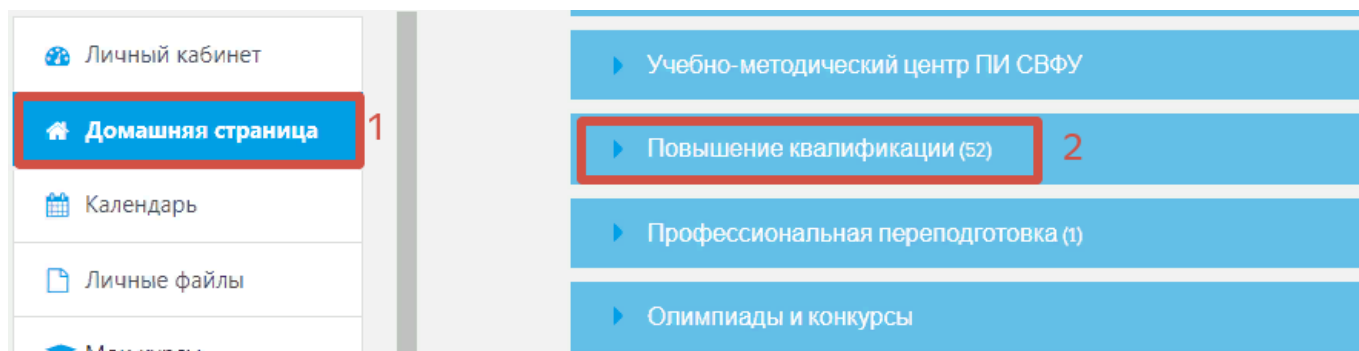 Личный кабинет
Домашняя страница
1
Календарь
Личные файлы
Учебно-методический центр ПИ СВФУ
Повышение квалификации (52)
2
Профессиональная переподготовка (1)
Олимпиады и конкурсы